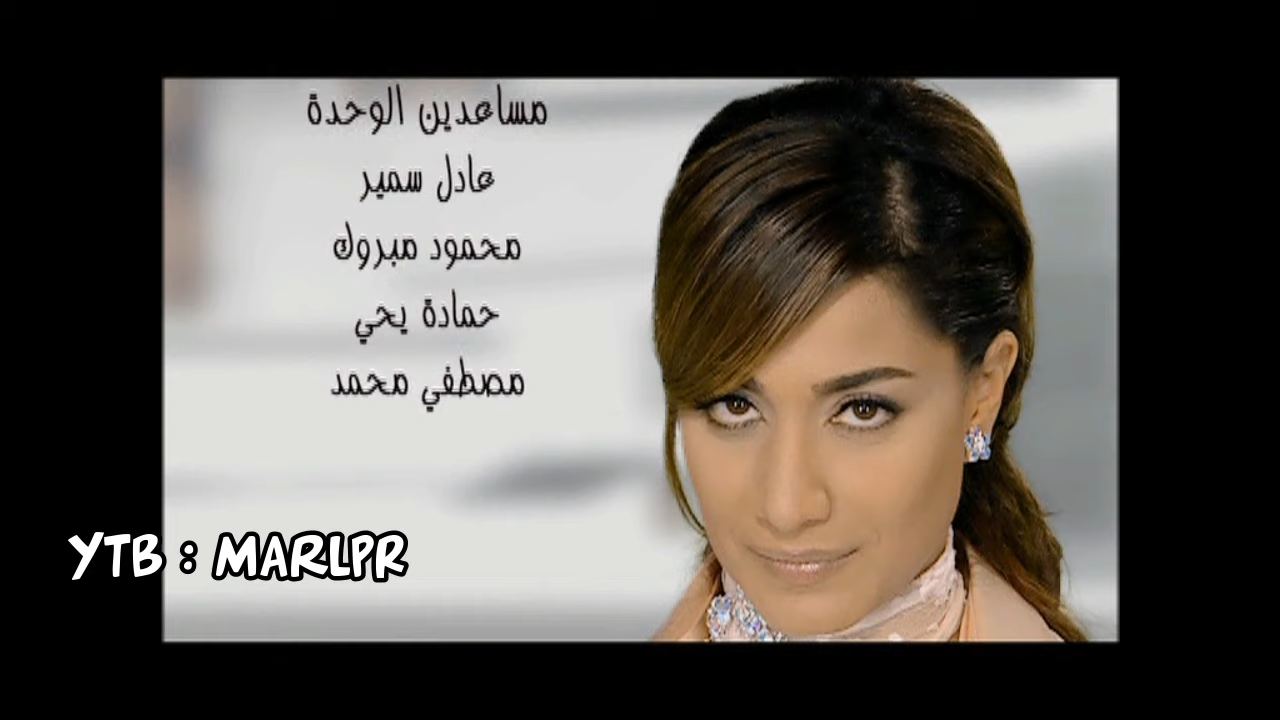 مساعدين الوحدة
عادل سمير
محمود مبروك
حمادة يحي
مصطفي محمد
YTB : MARLPR